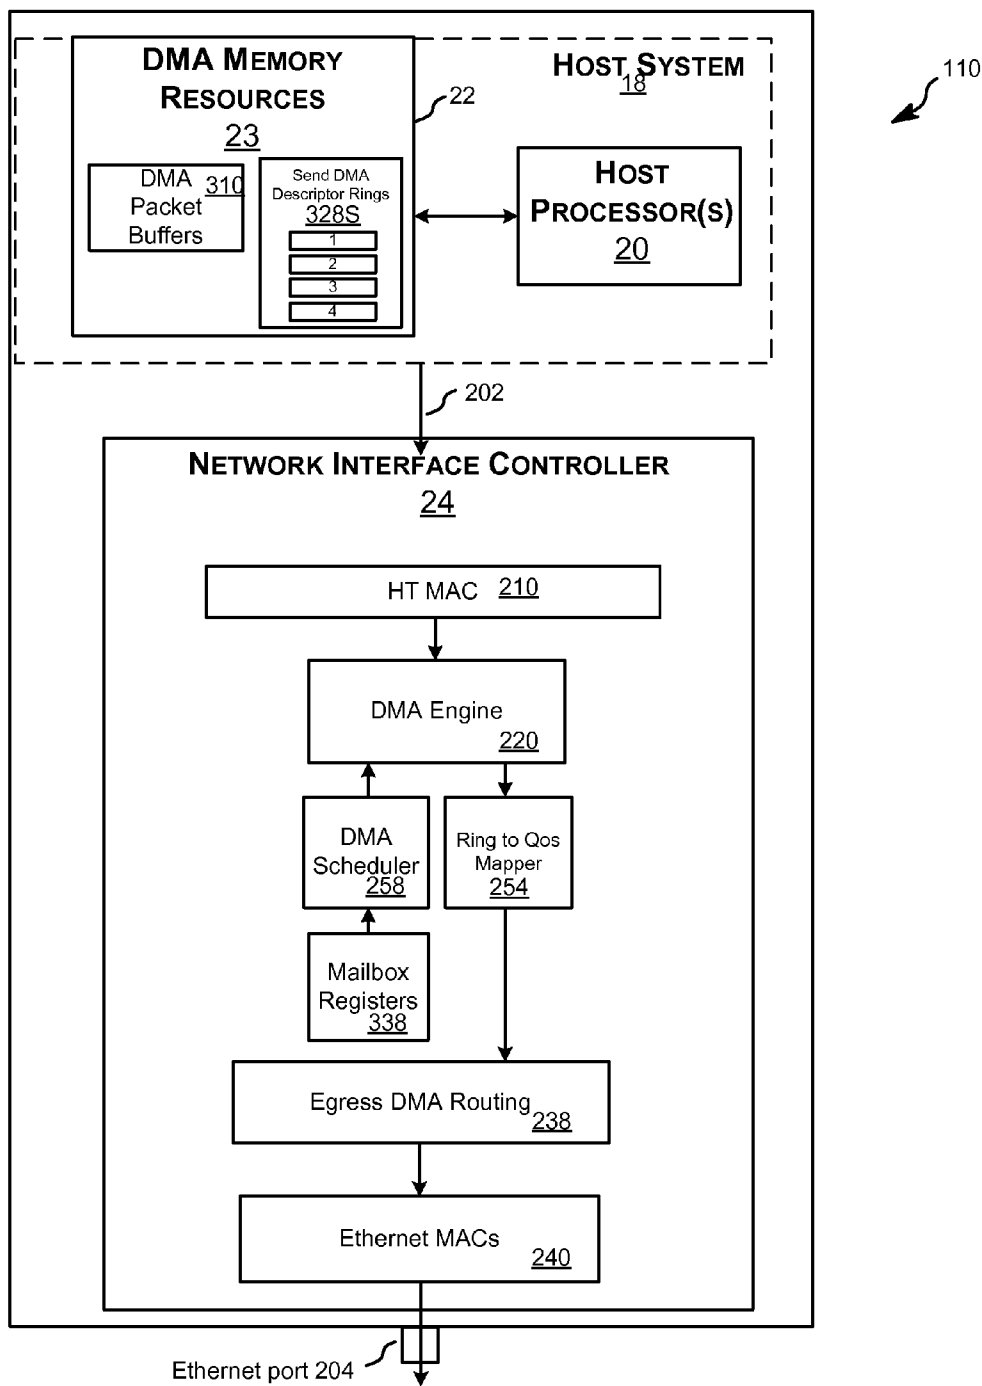 DMA MEMORY
RESOURCES
23
HOST SYSTEM
18
110
22
DMA 310
Packet
Buffers
Send DMA
Descriptor Rings
328S
1
2
3
4
HOST
PROCESSOR(S)
20
202
NETWORK INTERFACE CONTROLLER
24
HT MAC 210
DMA Engine
220
DMA
Scheduler
258
Ring to Qos
Mapper
254
Mailbox
Registers
338
Egress DMA Routing
238
Ethernet MACs
240
Ethernet port 204